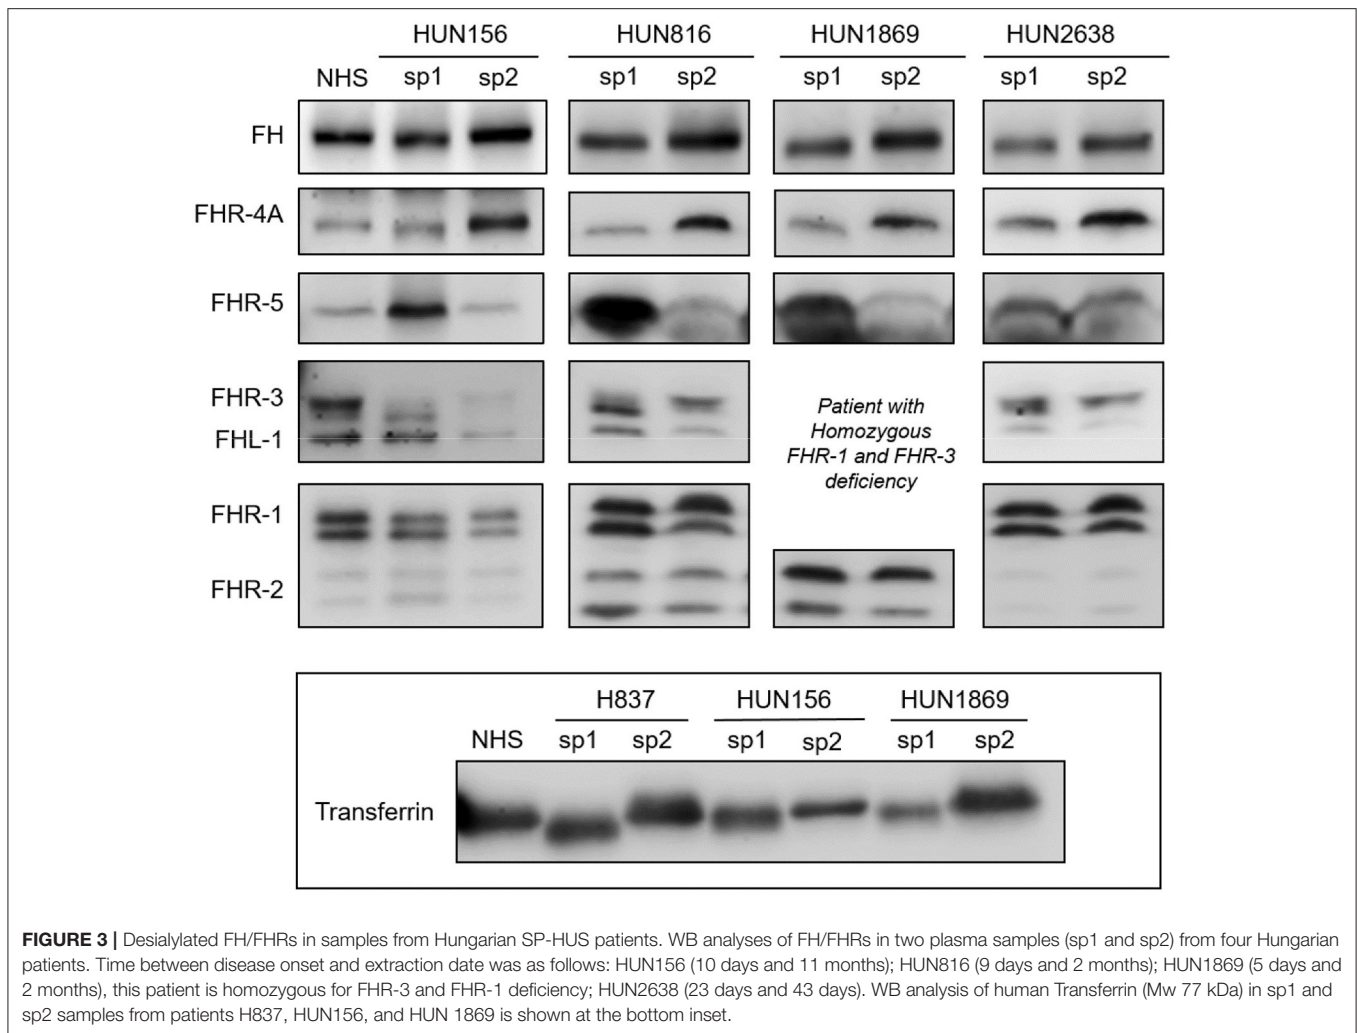 HUN156 HUN816 HUN1869 HUN2638
NHS sp1 sp2 sp1 sp2 sp1 sp2 sp1 sp2
FH
FHR-4A
FHR-5
FHR-3
FHL-1
Patient with
Homozygous
FHR-1 and FHR-3
deficiency
FHR-1
FHR-2
H837 HUN156 HUN1869
NHS sp1 sp2 sp1 sp2 sp1 sp2
Transferrin
FIGURE 3 | Desialylated FH/FHRs in samples from Hungarian SP-HUS patients. WB analyses of FH/FHRs in two plasma samples (sp1 and sp2) from four Hungarian
patients. Time between disease onset and extraction date was as follows: HUN156 (10 days and 11 months); HUN816 (9 days and 2 months); HUN1869 (5 days and
2 months), this patient is homozygous for FHR-3 and FHR-1 deficiency; HUN2638 (23 days and 43 days). WB analysis of human Transferrin (Mw 77 kDa) in sp1 and
sp2 samples from patients H837, HUN156, and HUN 1869 is shown at the bottom inset.